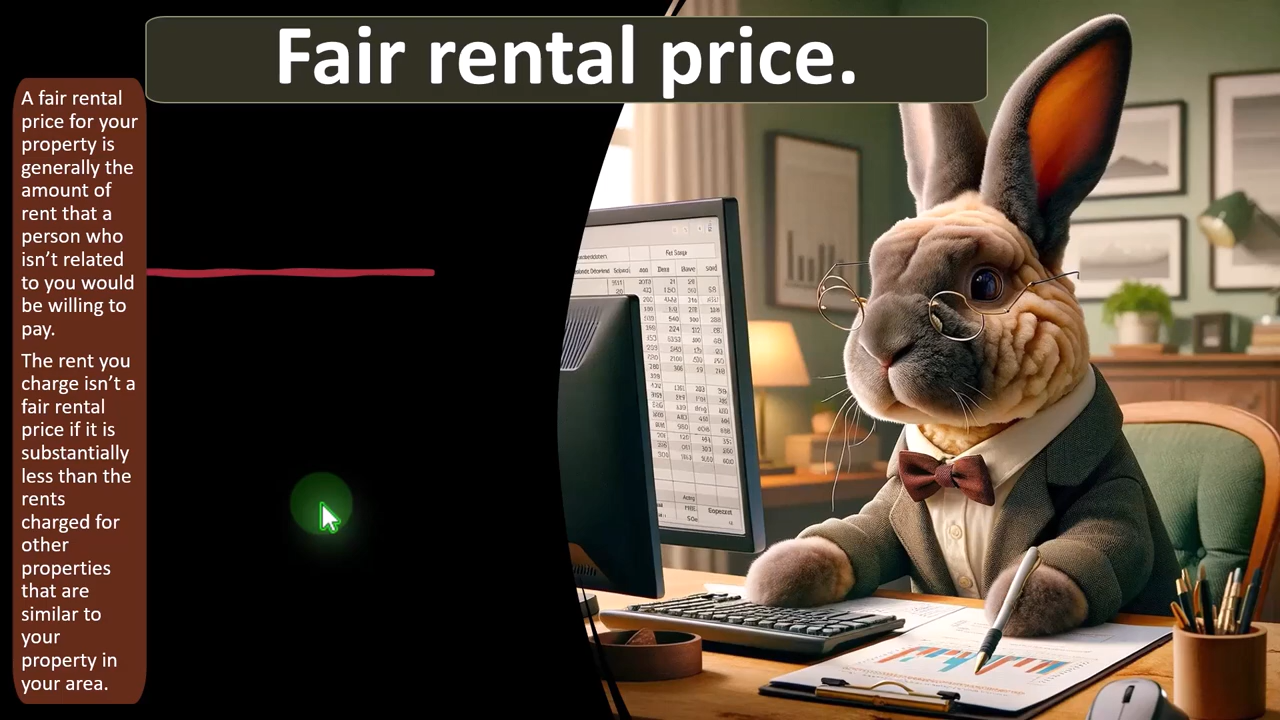 Fair rental price.
A fair rental
price for your
property is
generally the
amount of
rent that a
person who
isn’t related
to you would
be willing to
pay.
The rent you
charge isn’t a
fair rental
price if it is
substantially
less than the
rents
charged for
other
properties
that are
similar to
your
property in
your area.